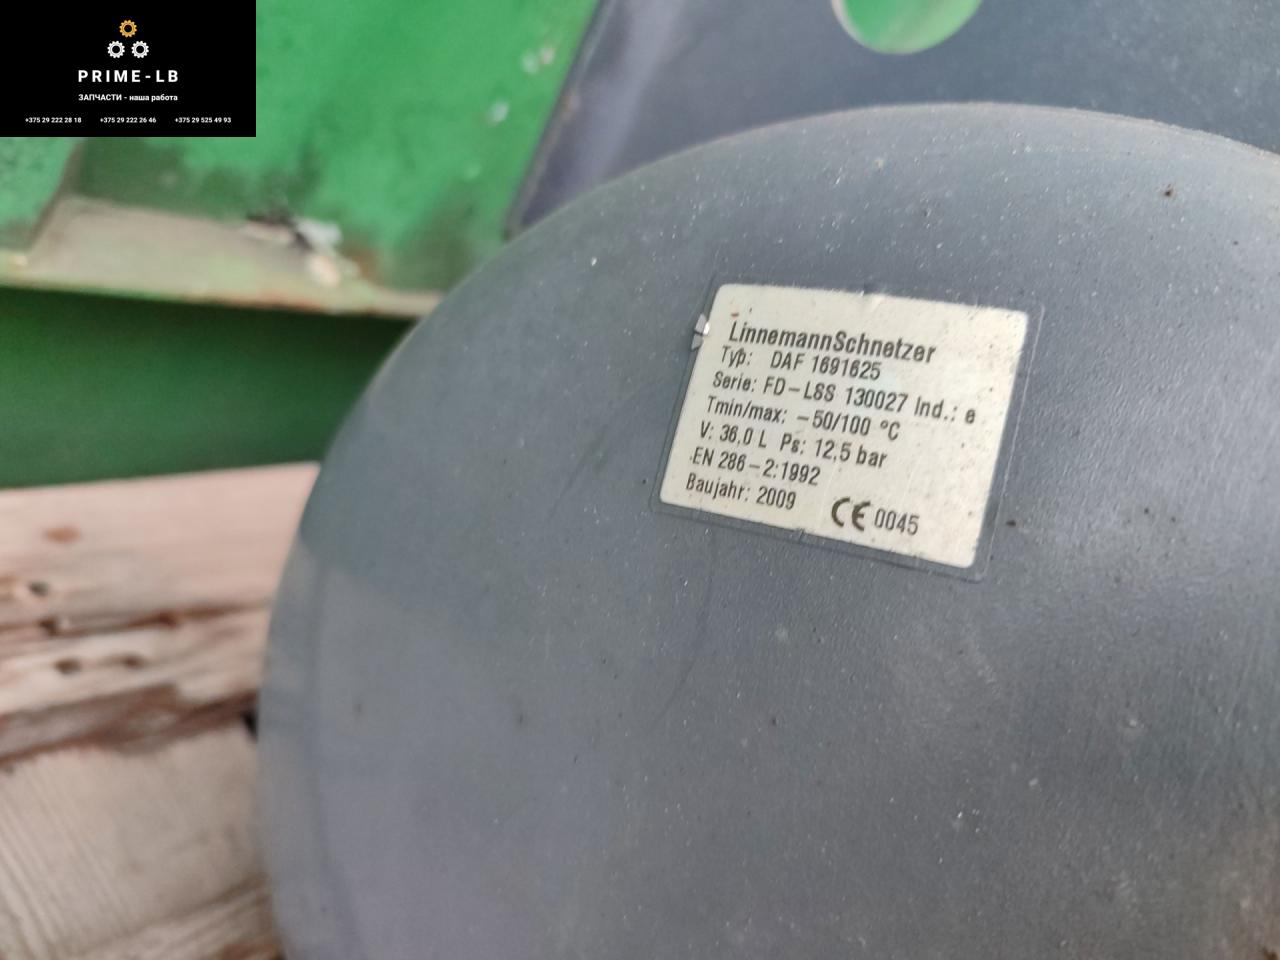 PRIME-LB
ЗАПЧАСТИ - наша работа
+375 29 222 28 18 +375 29 222 26 46 +375 29 525 49 93
LinnemannSchnetzer
Typ: DAF 1691625
Serie: FD-LSS 130027 Ind.: e
Tmin/max: -50/100 °C
V: 36,0 L Ps: 12,5 bar
EN 286-2:1992
Baujahr: 2009
CE 0045